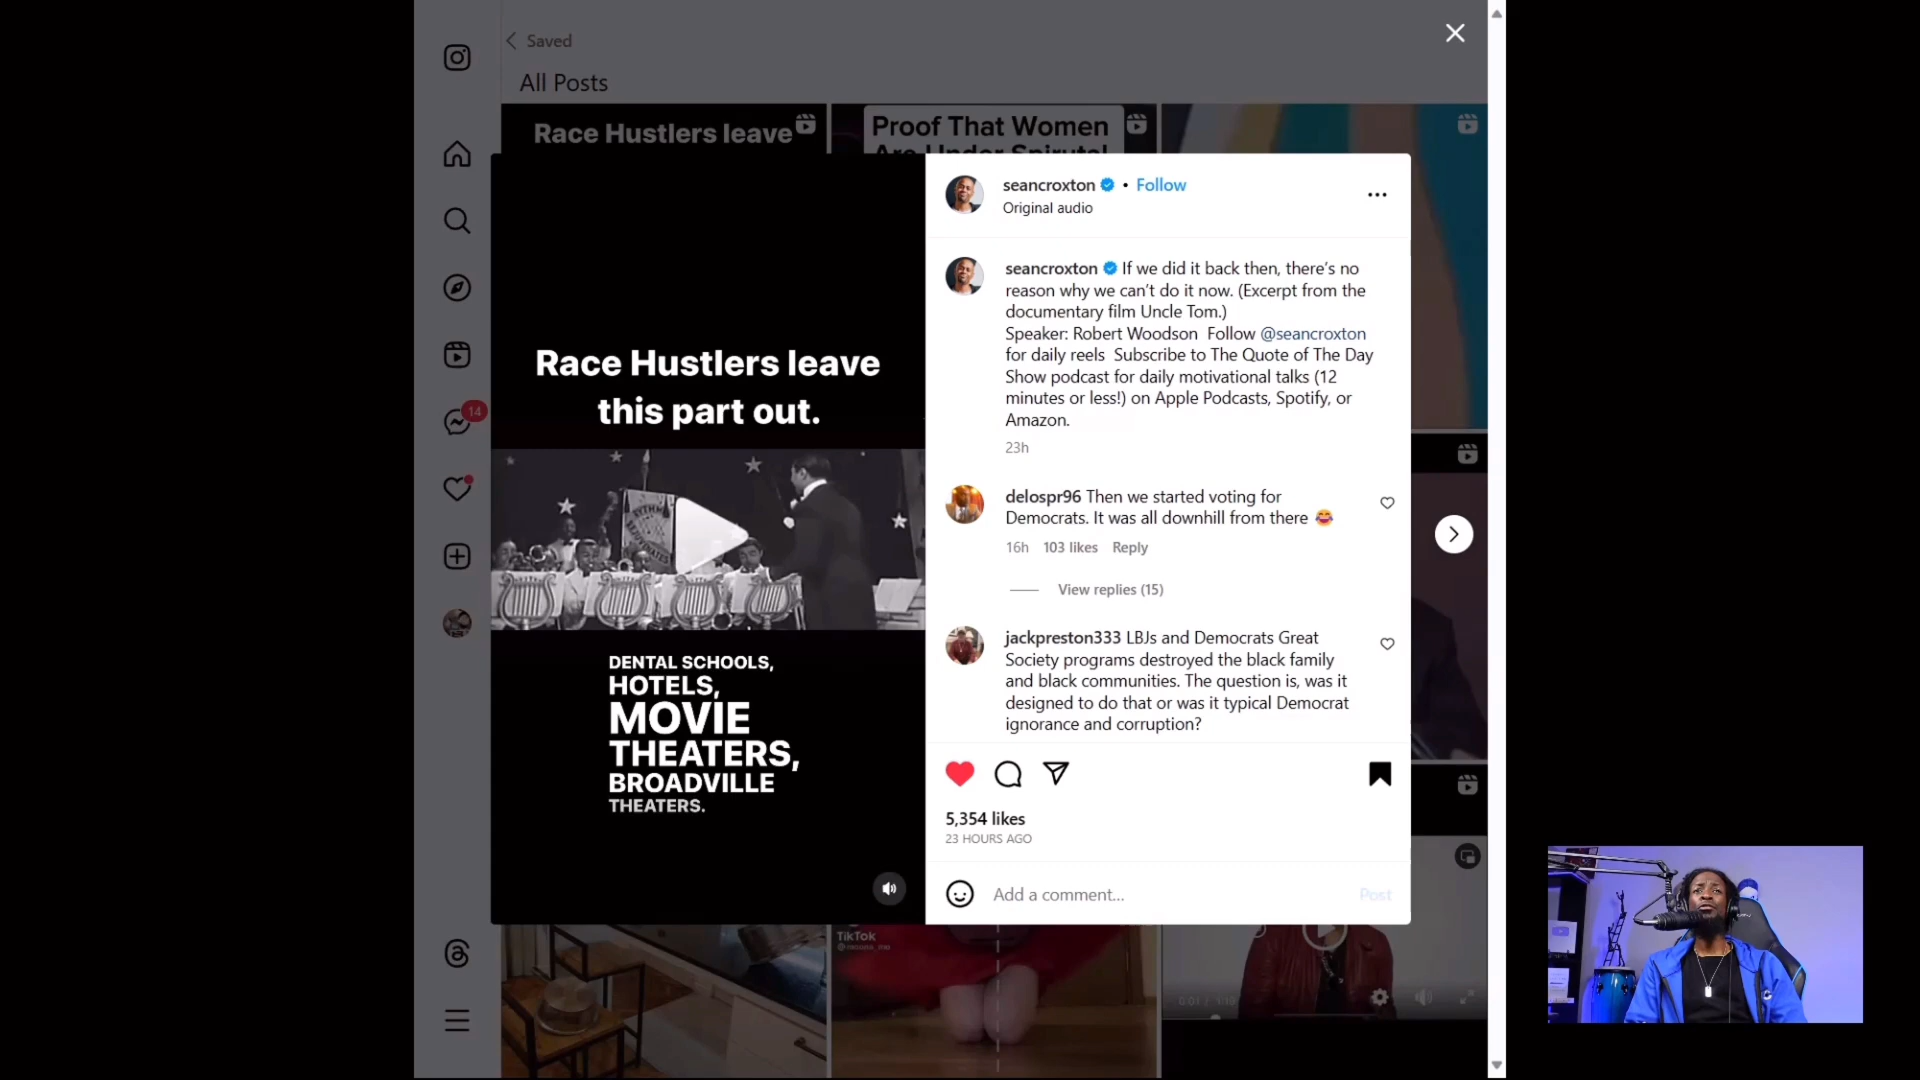 Saved
All Posts
Race Hustlers leave
Proof That Women
14
Race Hustlers leave
this part out.
DENTAL SCHOOLS,
HOTELS,
MOVIE
THEATERS,
BROADVILLE
THEATERS.
seancroxton • Follow
Original audio
seancroxton If we did it back then, there's no
reason why we can't do it now. (Excerpt from the
documentary film Uncle Tom.)
Speaker: Robert Woodson Follow @seancroxton
for daily reels Subscribe to The Quote of The Day
Show podcast for daily motivational talks (12
minutes or less!) on Apple Podcasts, Spotify, or
Amazon.
23h
delospr96 Then we started voting for
Democrats. It was all downhill from there 😂
16h 103 likes Reply
View replies (15)
jackpreston333 LBJs and Democrats Great
Society programs destroyed the black family
and black communities. The question is, was it
designed to do that or was it typical Democrat
ignorance and corruption?
5,354 likes
23 HOURS AGO
Add a comment...
Post
TikTok